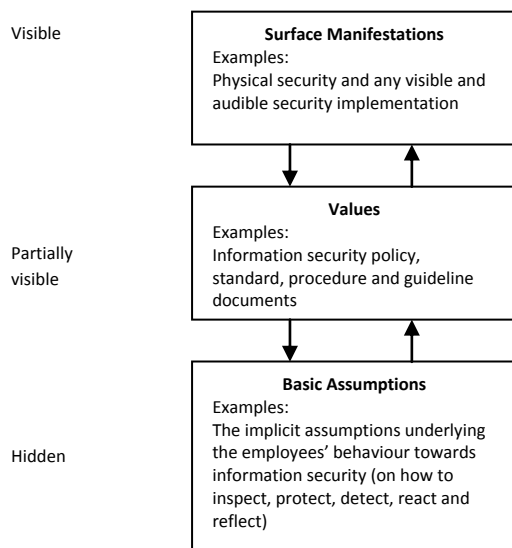 Visible
Surface Manifestations
Examples:
Physical security and any visible and
audible security implementation
Partially
visible
Values
Examples:
Information security policy,
standard, procedure and guideline
documents
Hidden
Basic Assumptions
Examples:
The implicit assumptions underlying
the employees’ behaviour towards
information security (on how to
inspect, protect, detect, react and
reflect)